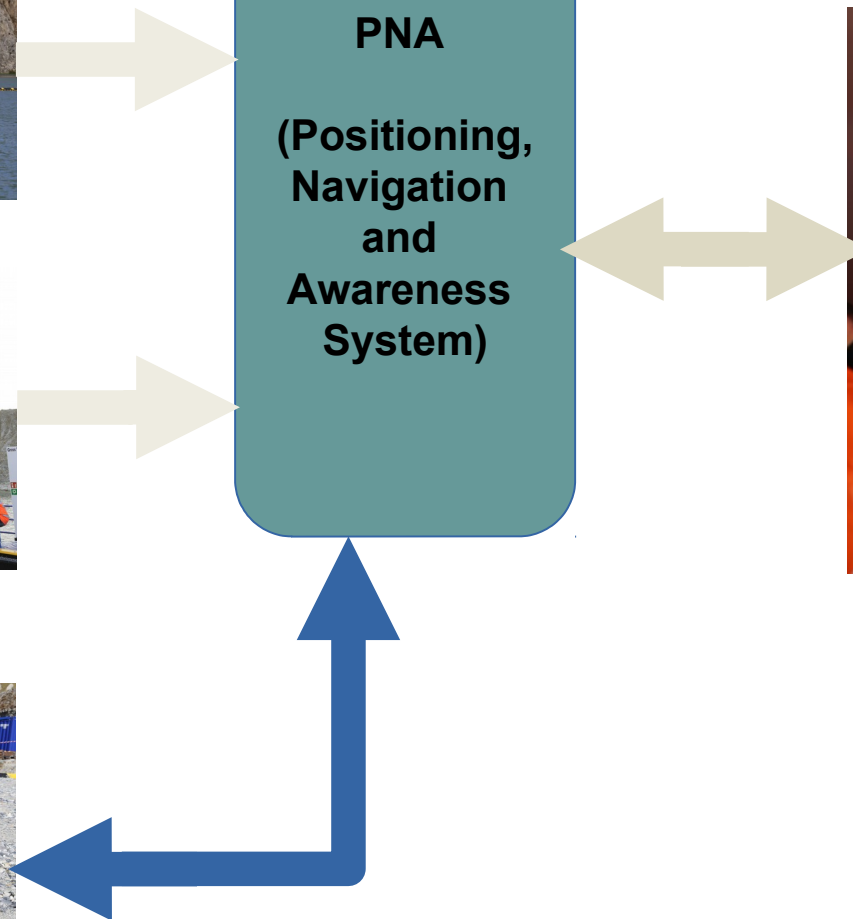 PNA
(Positioning,
Navigation
and
Awareness
System)